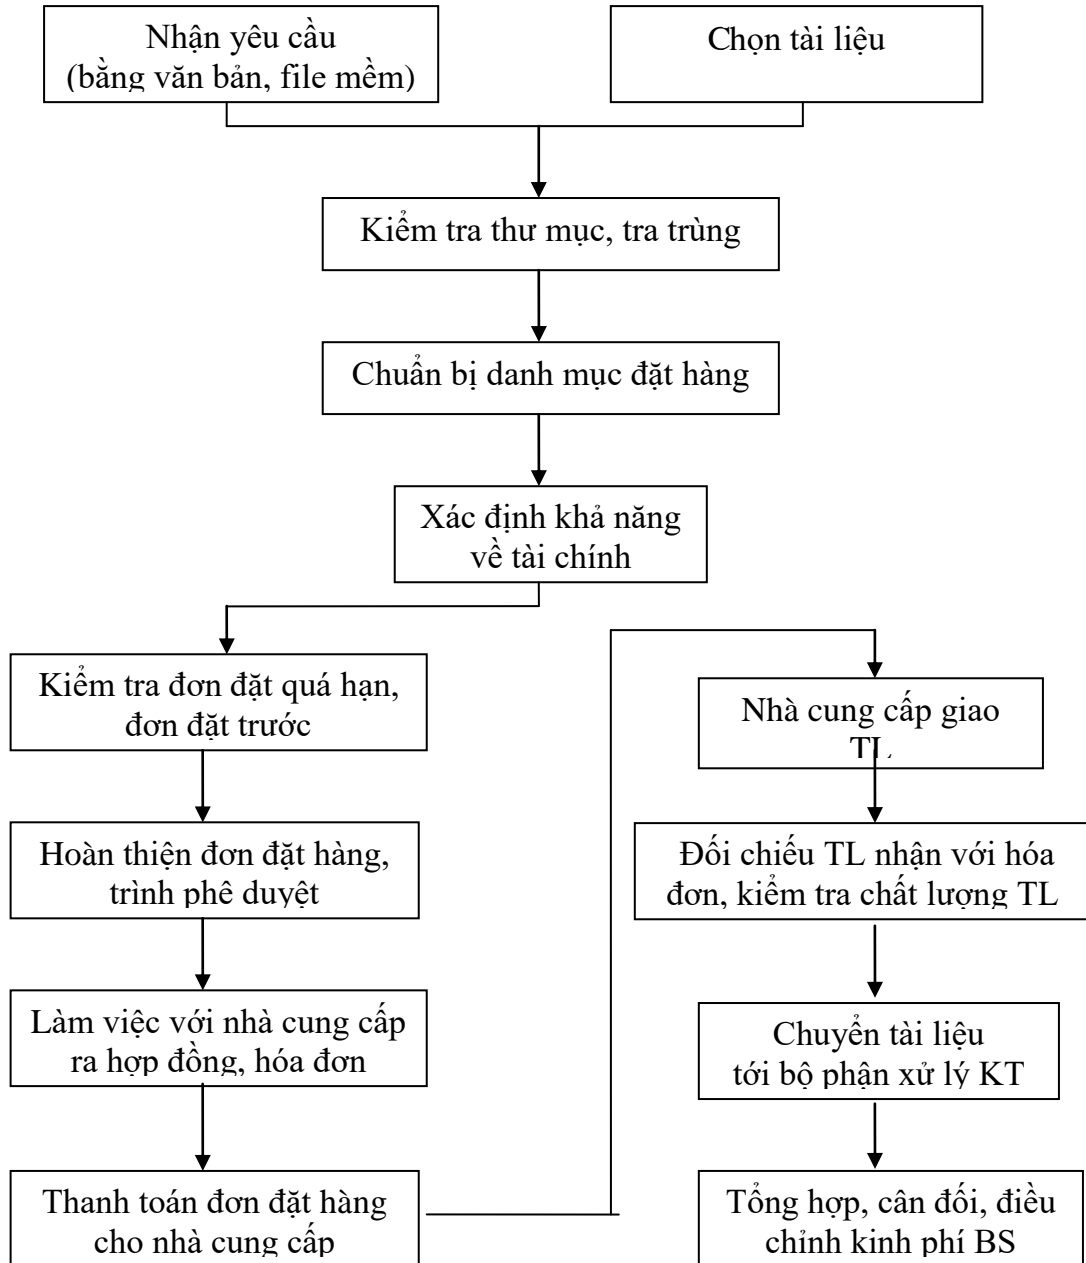 Nhận yêu cầu
(bằng văn bản, file mềm)
Chọn tài liệu
Kiểm tra thư mục, tra trùng
Chuẩn bị danh mục đặt hàng
Xác định khả năng
về tài chính
Kiểm tra đơn đặt quá hạn,
đơn đặt trước
Hoàn thiện đơn đặt hàng,
trình phê duyệt
Làm việc với nhà cung cấp
ra hợp đồng, hóa đơn
Thanh toán đơn đặt hàng
cho nhà cung cấp
Nhà cung cấp giao
TL
Đối chiếu TL nhận với hóa
đơn, kiểm tra chất lượng TL
Chuyển tài liệu
tới bộ phận xử lý KT
Tổng hợp, cân đối, điều
chỉnh kinh phí BS